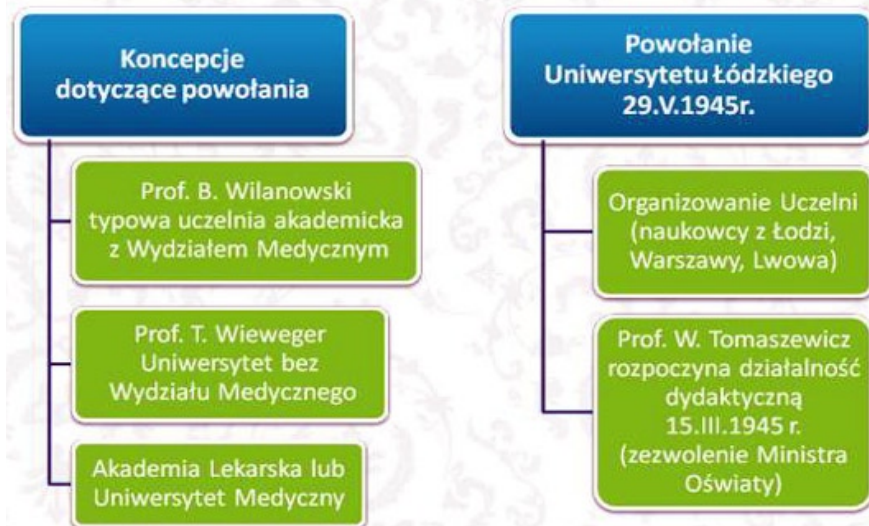 Koncepcje
dotyczące powołania
Prof. B. Wilanowski
typowa uczelnia akademicka
z Wydziałem Medycznym
Prof. T. Wieweger
Uniwersytet bez
Wydziału Medycznego
Akademia Lekarska lub
Uniwersytet Medyczny
Powołanie
Uniwersytetu Łódzkiego
29.V.1945r.
Organizowanie Uczelni
(naukowcy z Łodzi,
Warszawy, Lwowa)
Prof. W. Tomaszewicz
rozpoczyna działalność
dydaktyczną
15.III.1945 r.
(zezwolenie Ministra
Oświaty)